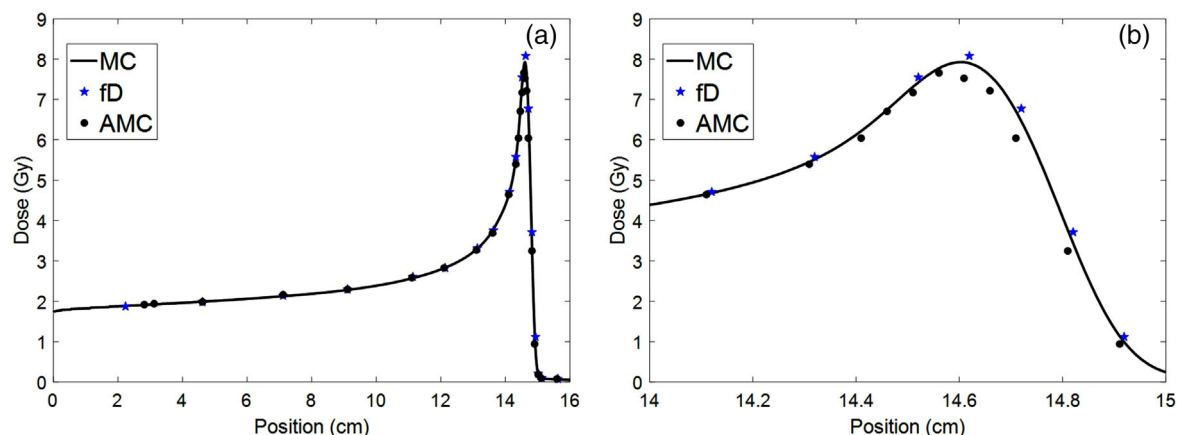 (a)
9
8
7
6
5
4
3
2
1
0
Dose (Gy)
MC
fD
AMC
0 2 4 6 8 10 12 14 16
Position (cm)
(b)
9
8
7
6
5
4
3
2
1
0
Dose (Gy)
MC
fD
AMC
14 14.2 14.4 14.6 14.8 15
Position (cm)